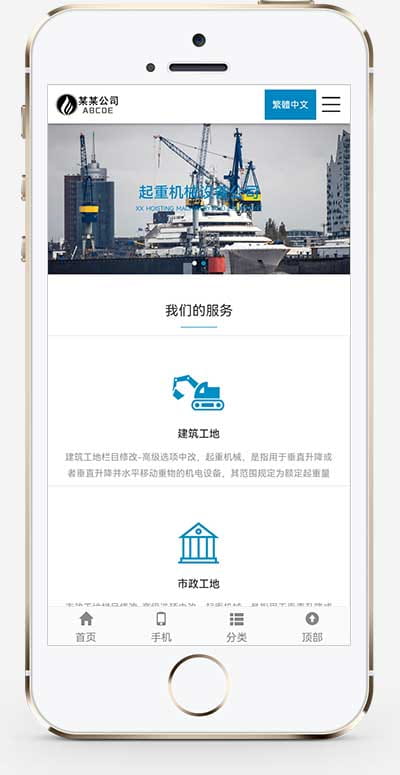 某某公司
ABCDE
繁體中文
起重机械设备公司
XX HOISTING
我们的服务
建筑工地
建筑工地栏目修改-高级选项中改，起重机械，是指用于垂直升降或
者垂直升降并水平移动重物的机电设备，其范围规定为额定起重量
市政工地
首页
手机
分类
顶部